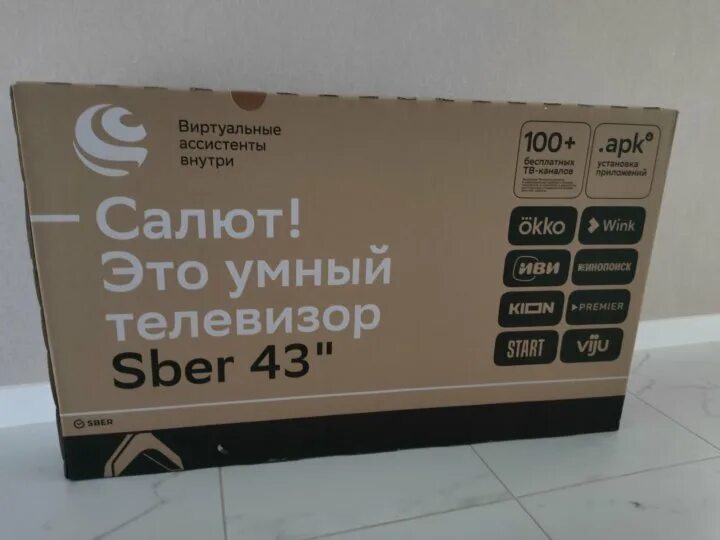 Виртуальные
ассистенты
внутри
Салют!
Это умный
телевизор
Sber 43"
SBER
100+
бесплатных
ТВ-каналов
.apk
установка
приложений
ökko
Wink
иви
КИНОПОИСК
KION
PREMIER
START
viju